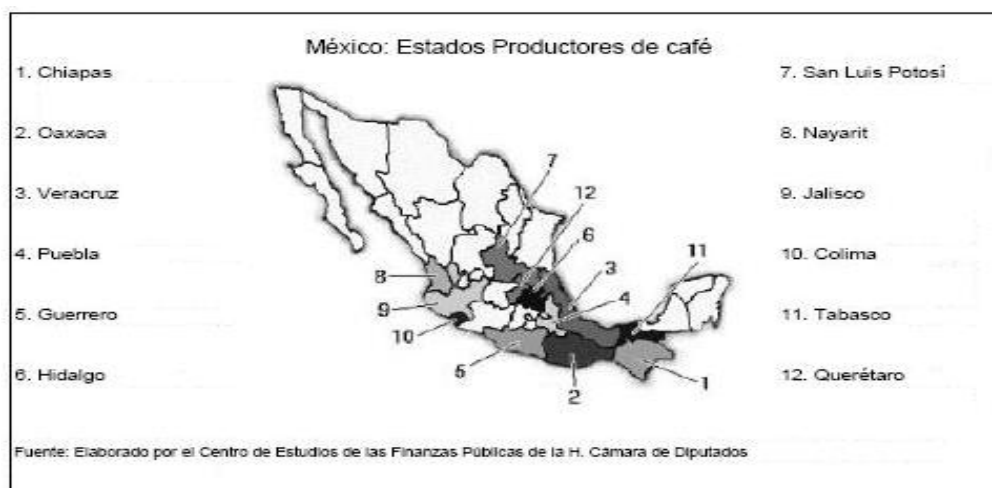 México: Estados Productores de café
1. Chiapas
2. Oaxaca
3. Veracruz
4. Puebla
5. Guerrero
6. Hidalgo
7. San Luis Potosí
8. Nayarit
9. Jalisco
10. Colima
11. Tabasco
12. Querétaro
7
12
6
3
4
11
8
9
10
5
2
1
Fuente: Elaborado por el Centro de Estudios de las Finanzas Públicas de la H. Cámara de Diputados